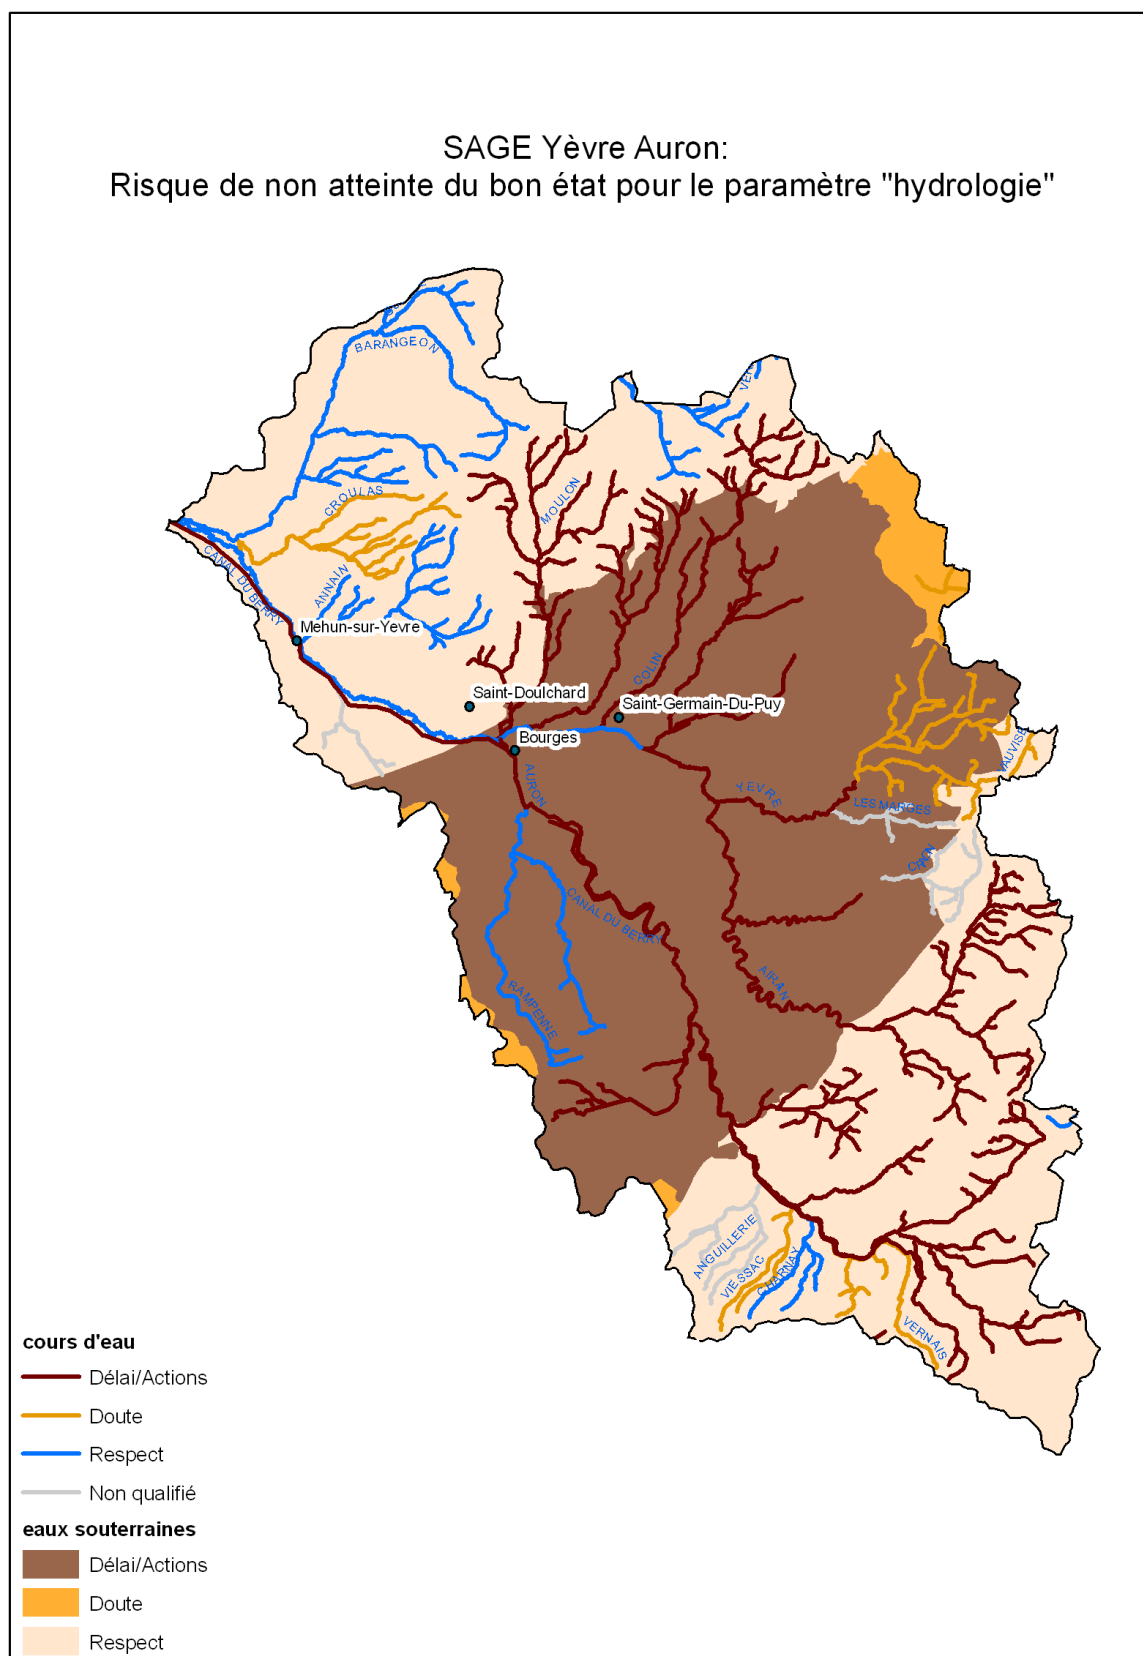 SAGE Yèvre Auron:
Risque de non atteinte du bon état pour le paramètre "hydrologie"
BARANGEON
CROULAS
MOULON
CANAL DU BERRY
ANNAIN
Mehun-sur-Yevre
COLIN
Saint-Doulchard
Saint-Germain-Du-Puy
Bourges
VAUVISE
AURON
YEVRE
LES MARGES
CANAL DU BERRY
AIRAIN
RAMPENNE
ANGUILLERIE
VIESSAC
CHARNAY
VERNAIS
cours d'eau
Délai/Actions
Doute
Respect
Non qualifié
eaux souterraines
Délai/Actions
Doute
Respect